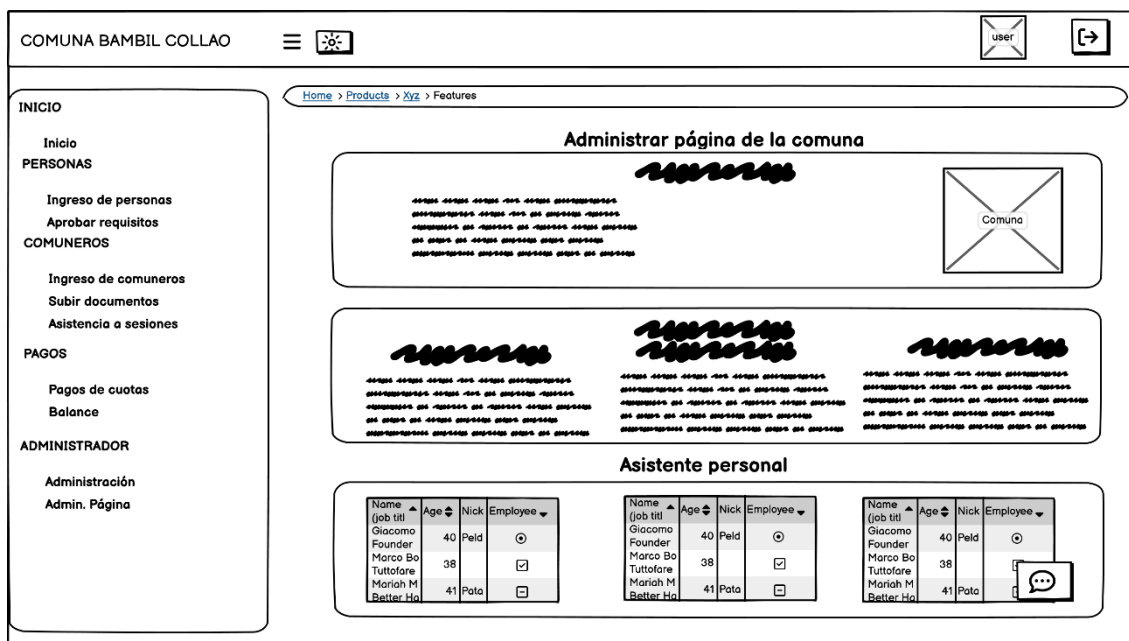 COMUNA BAMBIL COLLAO
user
INICIO
Inicio
PERSONAS
Ingreso de personas
Aprobar requisitos
COMUNEROS
Ingreso de comuneros
Subir documentos
Asistencia a sesiones
PAGOS
Pagos de cuotas
Balance
ADMINISTRADOR
Administración
Admin. Página
Home > Products > Xyz > Features
Administrar página de la comuna
Comuna
Asistente personal
Name (job titl Age Nick Employee
Giacomo Founder 40 Peld
Marco Bo Tuttofare 38
Mariah M Better Ha 41 Pata
Name (job titl Age Nick Employee
Giacomo Founder 40 Peld
Marco Bo Tuttofare 38
Mariah M Better Ha 41 Pata
Name (job titl Age Nick Employee
Giacomo Founder 40 Peld
Marco Bo Tuttofare 38
Mariah M Better Ha 41 Pata